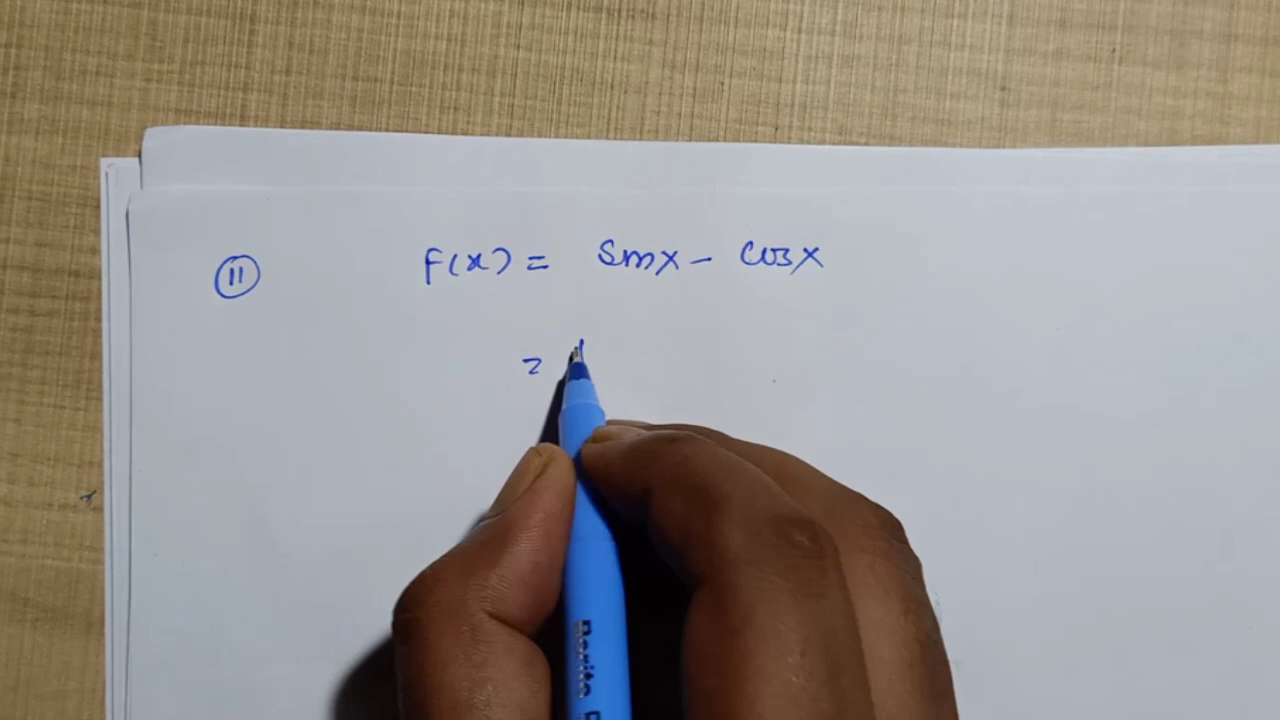 11 F(x) = Sinx - Cosx
=